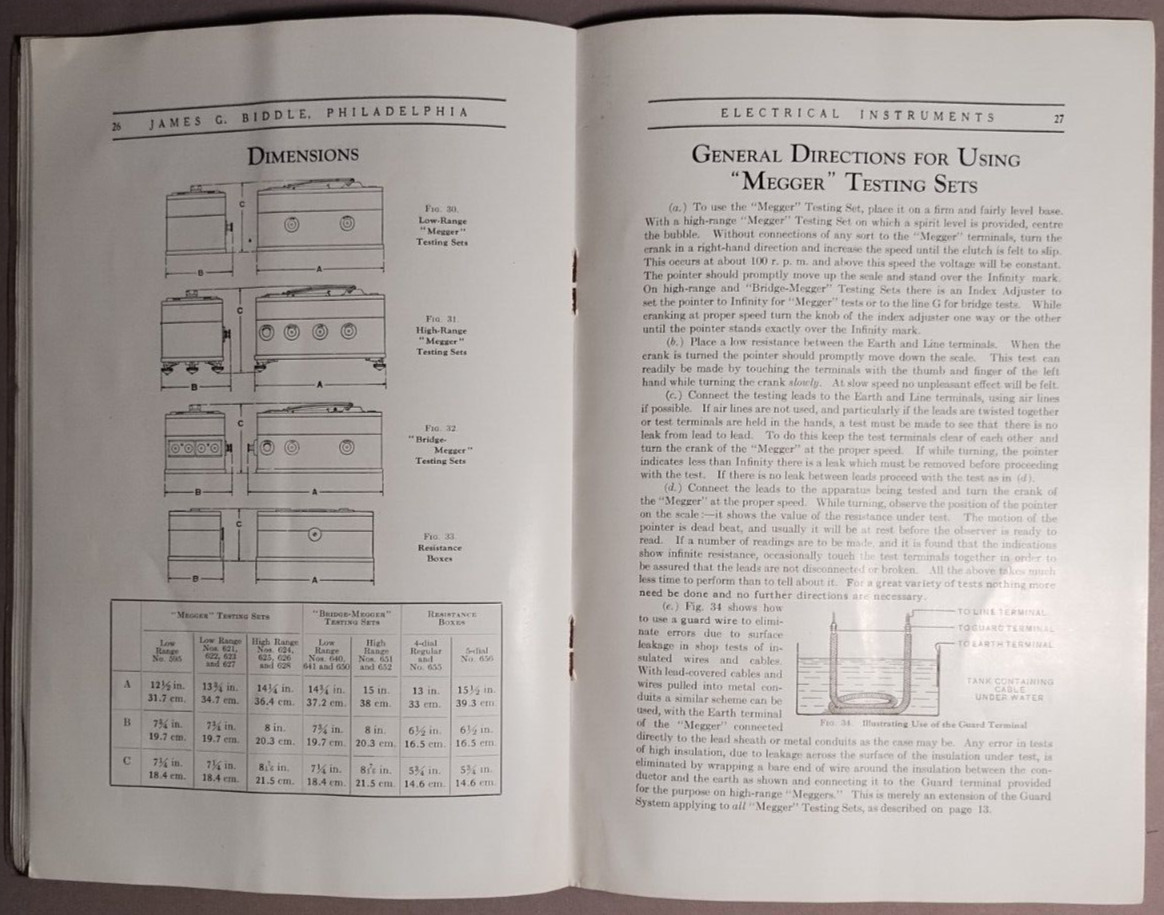 26 JAMES G. BIDDLE, PHILADELPHIA
DIMENSIONS
C
B
A
FIG. 30.
Low-Range
"Megger"
Testing Sets
C
B
A
FIG. 31.
High-Range
"Megger"
Testing Sets
C
B
A
FIG. 32
"Bridge-
Megger"
Testing Sets
C
B
A
FIG. 33
Resistance
Boxes
"MEGGER" TESTING SETS
"BRIDGE-MEGGER" TESTING SETS
RESISTANCE BOXES
Low Range No. 595
Low Range Nos. 621, 622, 623 and 627
High Range Nos. 624, 625, 626 and 628
Low Range Nos. 640, 641 and 650
High Range Nos. 651 and 652
4-dial Regular and No. 655
5-dial No. 656
A 12½ in. 13¾ in. 14¼ in. 14¾ in. 15 in. 13 in. 15½ in.
31.7 cm. 34.7 cm. 36.4 cm. 37.2 cm. 38 cm. 33 cm. 39.3 cm.
B 7¾ in. 7¾ in. 8 in. 7¾ in. 8 in. 6½ in. 6½ in.
19.7 cm. 19.7 cm. 20.3 cm. 19.7 cm. 20.3 cm. 16.5 cm. 16.5 cm.
C 7¼ in. 7¼ in. in. 7¼ in. in. 5¾ in. 5¾ in.
18.4 cm. 18.4 cm. 21.5 cm. 18.4 cm. 21.5 cm. 14.6 cm. 14.6 cm.
ELECTRICAL INSTRUMENTS 27
GENERAL DIRECTIONS FOR USING
"MEGGER" TESTING SETS
(a.) To use the "Megger" Testing Set, place it on a firm and fairly level base.
With a high-range "Megger" Testing Set on which a spirit level is provided, centre
the bubble. Without connections of any sort to the "Megger" terminals, turn the
crank in a right-hand direction and increase the speed until the clutch is felt to slip.
This occurs at about 100 r. p. m. and above this speed the voltage will be constant.
The pointer should promptly move up the scale and stand over the Infinity mark.
On high-range and "Bridge-Megger" Testing Sets there is an Index Adjuster to
set the pointer to Infinity for "Megger" tests or to the line G for bridge tests. While
cranking at proper speed turn the knob of the index adjuster one way or the other
until the pointer stands exactly over the Infinity mark.
(b.) Place a low resistance between the Earth and Line terminals. When the
crank is turned the pointer should promptly move down the scale. This test can
readily be made by touching the terminals with the thumb and finger of the left
hand while turning the crank slowly. At slow speed no unpleasant effect will be felt.
(c.) Connect the testing leads to the Earth and Line terminals, using air lines
if possible. If air lines are not used, and particularly if the leads are twisted together
or test terminals are held in the hands, a test must be made to see that there is no
leak from lead to lead. To do this keep the test terminals clear of each other and
turn the crank of the "Megger" at the proper speed. If while turning, the pointer
indicates less than Infinity there is a leak which must be removed before proceeding
with the test. If there is no leak between leads proceed with the test as in (d).
(d.) Connect the leads to the apparatus being tested and turn the crank of
the "Megger" at the proper speed. While turning, observe the position of the pointer
on the scale:—it shows the value of the resistance under test. The motion of the
pointer is dead beat, and usually it will be at rest before the observer is ready to
read. If a number of readings are to be made, and it is found that the indications
show infinite resistance, occasionally touch the test terminals together in order to
be assured that the leads are not disconnected or broken. All the above takes much
less time to perform than to tell about it. For a great variety of tests nothing more
need be done and no further directions are necessary.
(e.) Fig. 34 shows how
to use a guard wire to elimi-
nate errors due to surface
leakage in shop tests of in-
sulated wires and cables.
With lead-covered cables and
wires pulled into metal con-
duits a similar scheme can be
used, with the Earth terminal
of the "Megger" connected
TO LINE TERMINAL
TO GUARD TERMINAL
TO EARTH TERMINAL
TANK CONTAINING
CABLE
UNDER WATER
FIG. 34. Illustrating Use of the Guard Terminal
directly to the lead sheath or metal conduits as the case may be. Any error in tests
of high insulation, due to leakage across the surface of the insulation under test, is
eliminated by wrapping a bare end of wire around the insulation between the con-
ductor and the earth as shown and connecting it to the Guard terminal provided
for the purpose on high-range "Meggers." This is merely an extension of the Guard
System applying to all "Megger" Testing Sets, as described on page 13.